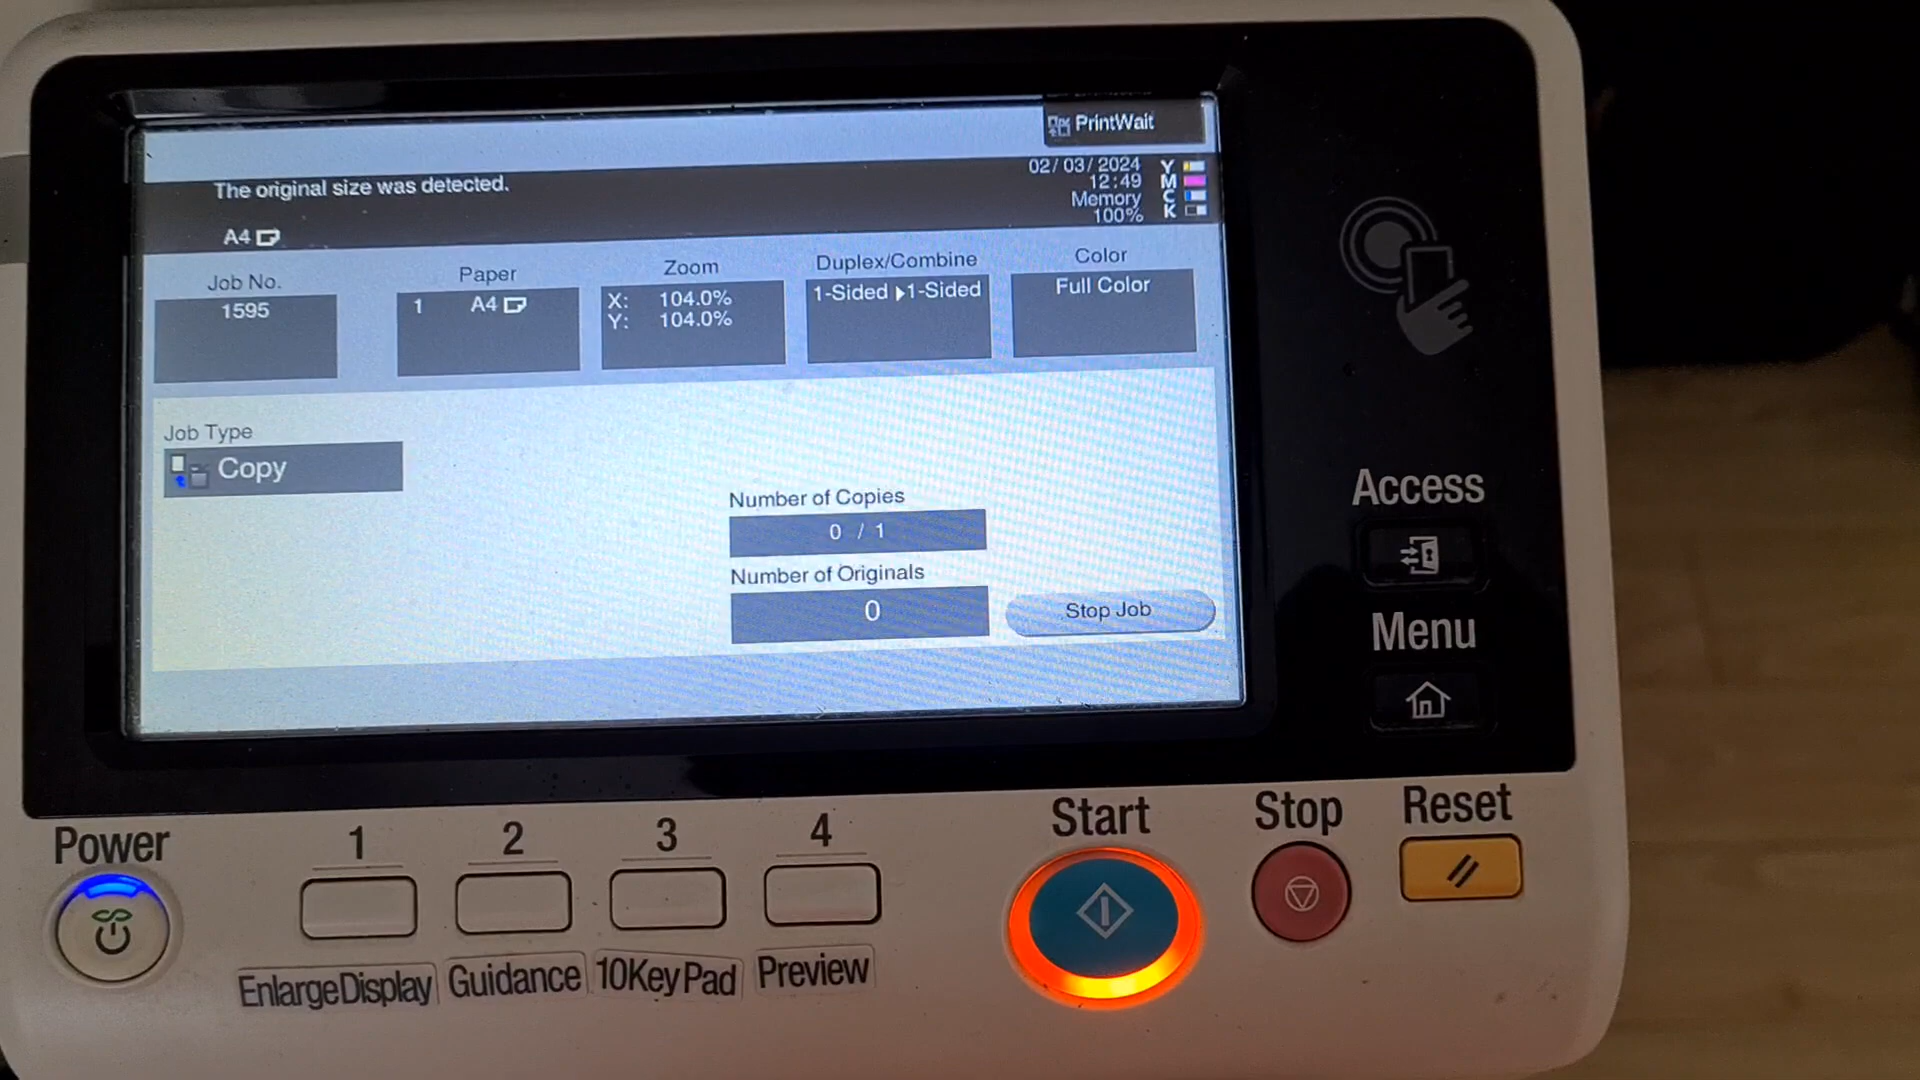 PrintWait
The original size was detected.
02/03/2024
12:49
Memory
100%
Y
M
C
K
A4
Job No.
1595
Paper
1 A4
Zoom
X: 104.0%
Y: 104.0%
Duplex/Combine
1-Sided ▶1-Sided
Color
Full Color
Job Type
Copy
Number of Copies
0 / 1
Number of Originals
0
Stop Job
Access
Menu
Power
1
2
3
4
Start
Stop
Reset
EnlargeDisplay
Guidance
10KeyPad
Preview